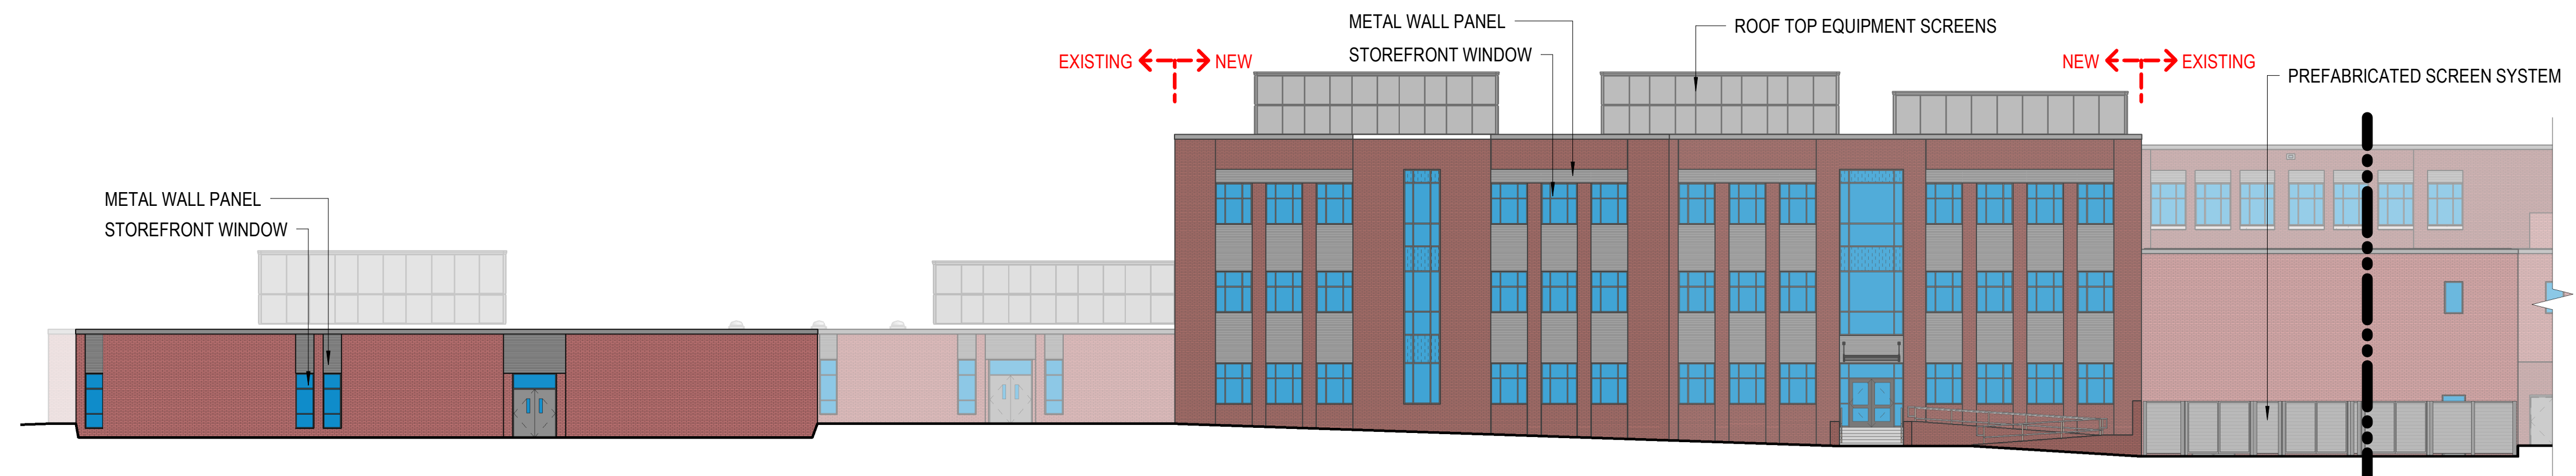 METAL WALL PANEL
STOREFRONT WINDOW
EXISTING
NEW
METAL WALL PANEL
STOREFRONT WINDOW
ROOF TOP EQUIPMENT SCREENS
NEW
EXISTING
PREFABRICATED SCREEN SYSTEM